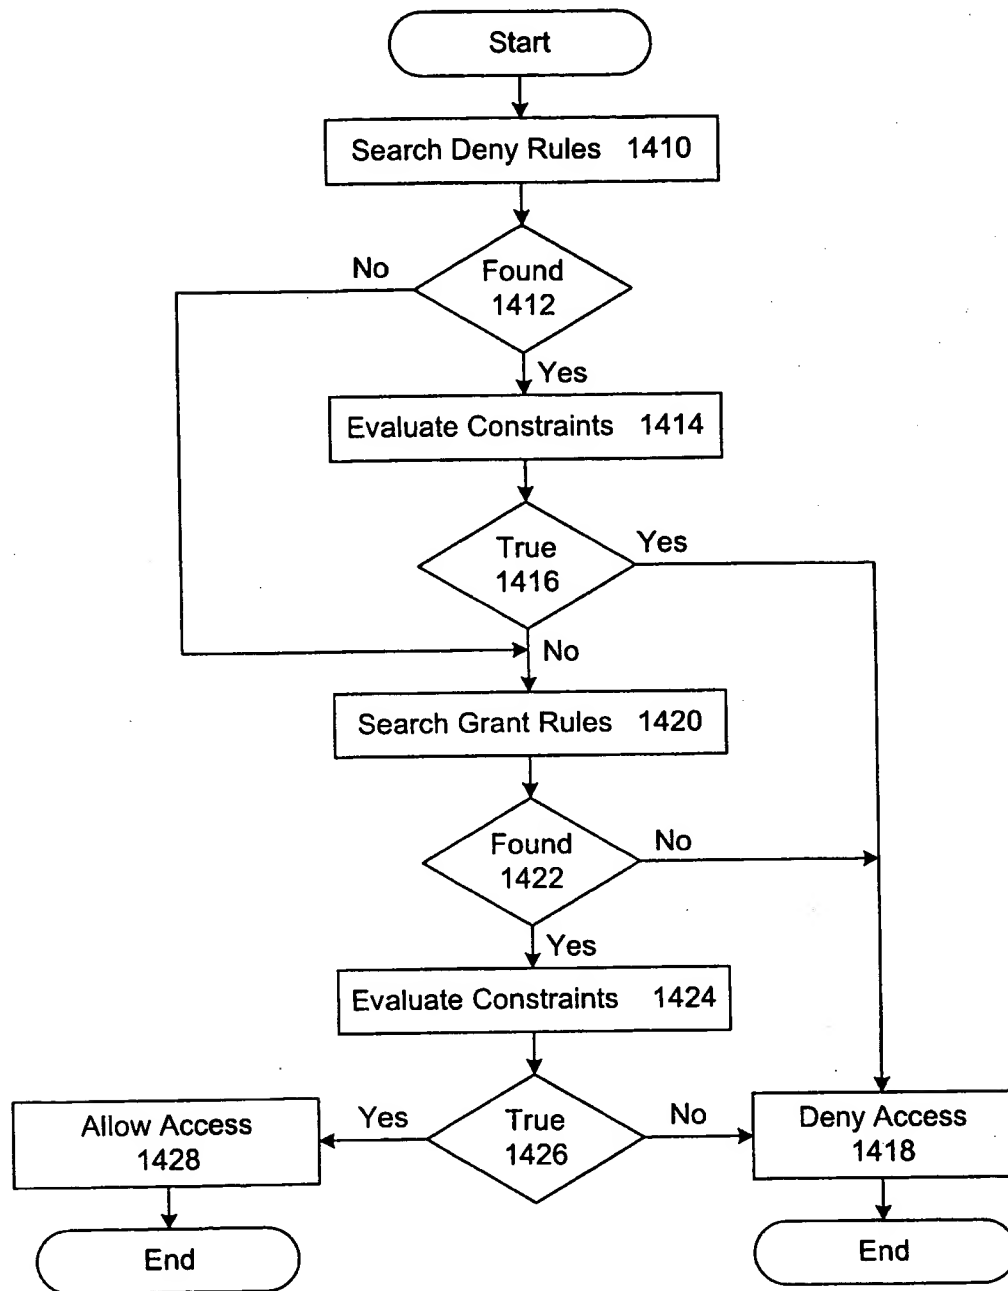 Start
Search Deny Rules 1410
No
Found
1412
Yes
Evaluate Constraints 1414
True
1416
Yes
No
Search Grant Rules 1420
Found
1422
No
Yes
Evaluate Constraints 1424
Allow Access
1428
Yes
True
1426
No
Deny Access
1418
End
End